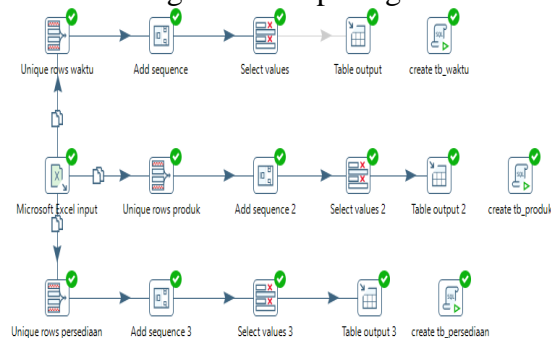 Unique rows waktu
Add sequence
Select values
Table output
create tb_waktu
Microsoft Excel input
Unique rows produk
Add sequence 2
Select values 2
Table output 2
create tb_produk
Unique rows persediaan
Add sequence 3
Select values 3
Table output 3
create tb_persediaan